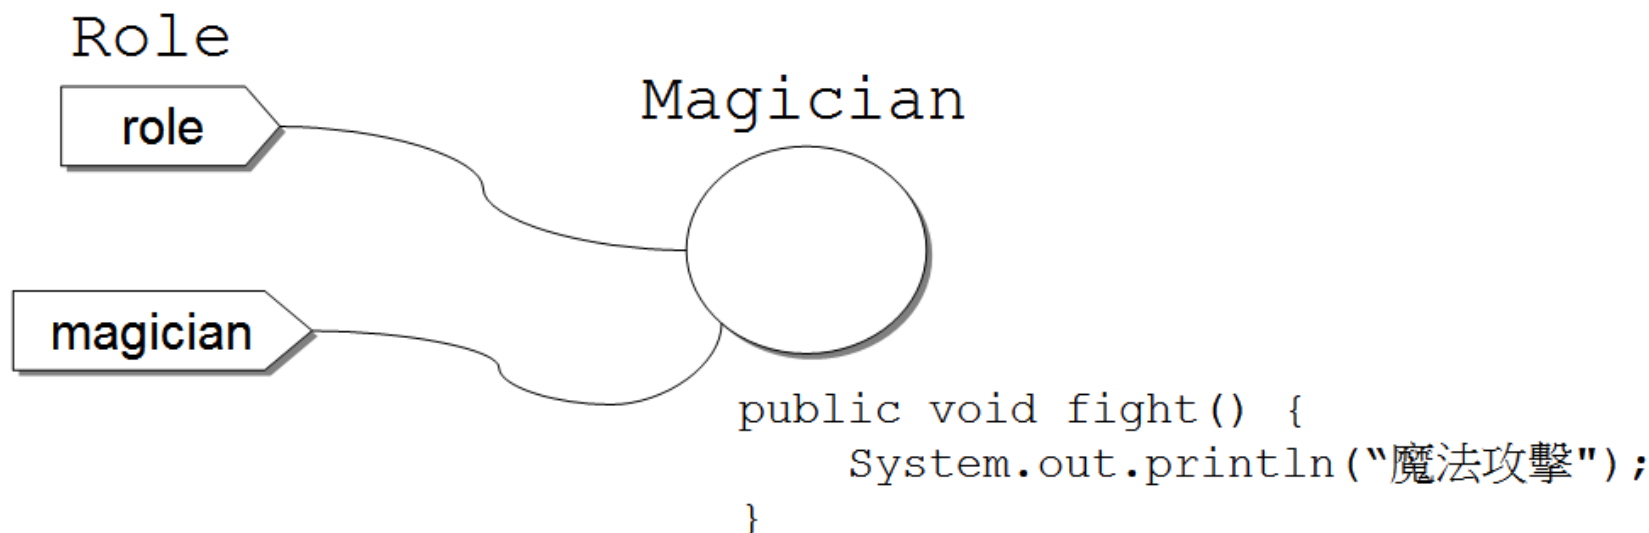 Role
role
Magician
magician
public void fight() {
System.out.println(“魔法攻擊");
}